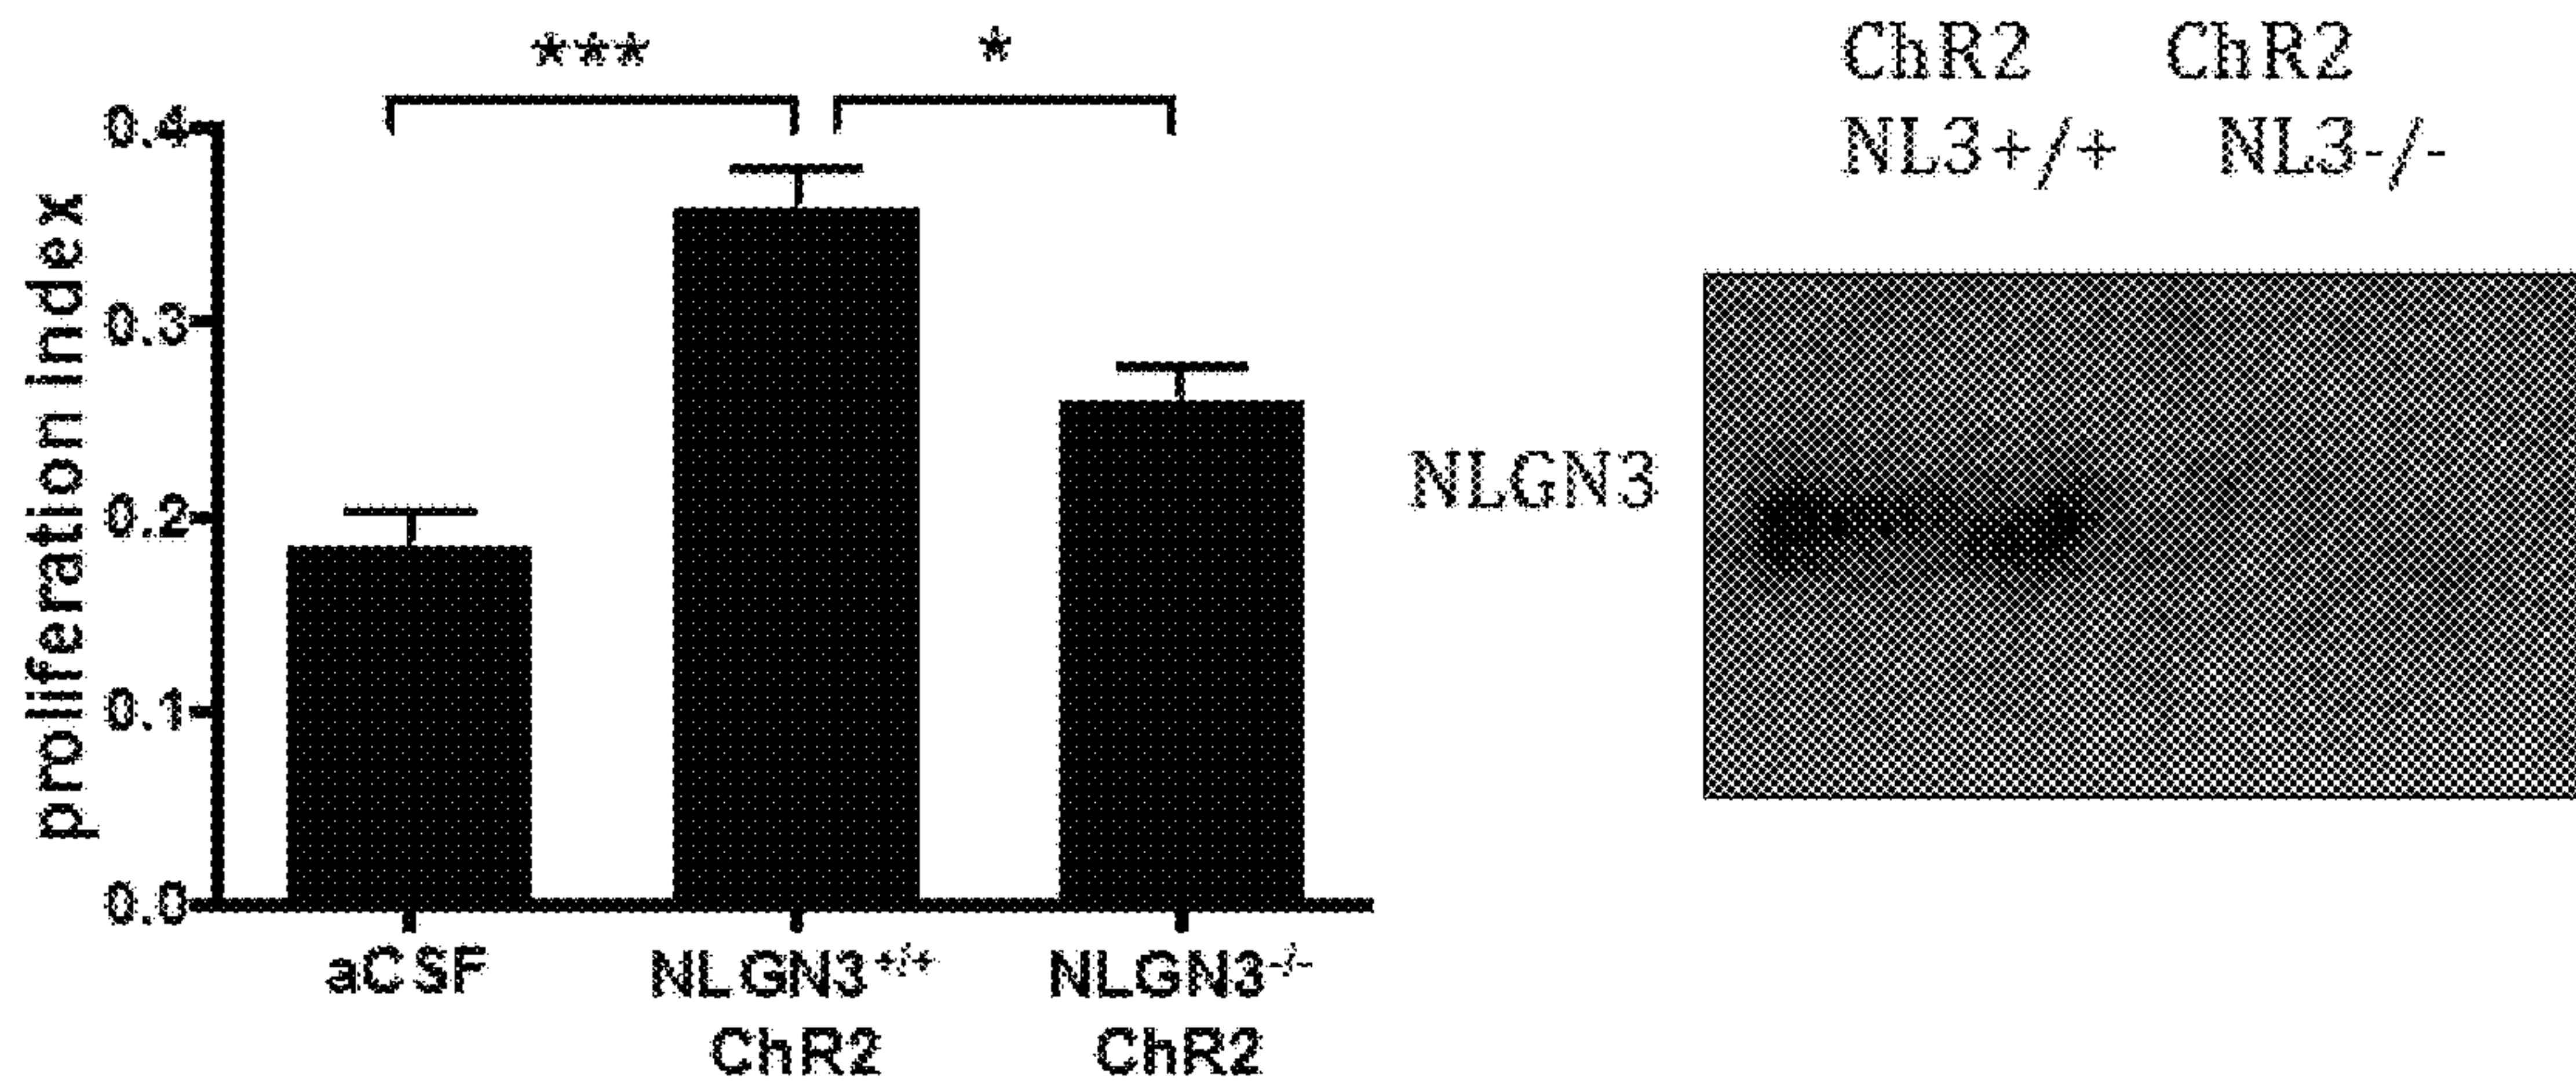 *** *
0.4
0.3
0.2
0.1
0.0
proliferation index
aCSF
NLGN3+/+
ChR2
NLGN3-/-
ChR2
ChR2 ChR2
NL3+/+ NL3-/-
NLGN3